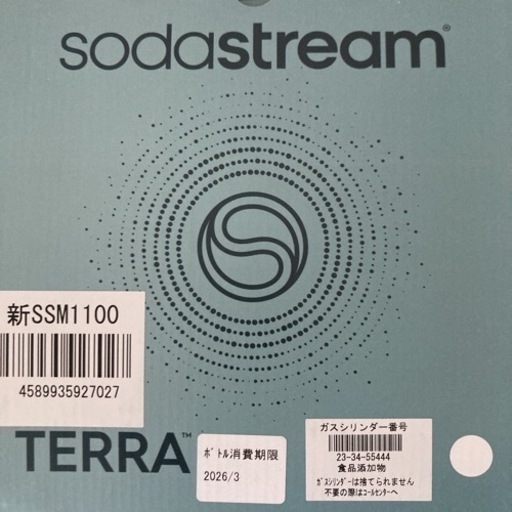 sodastream®
新SSM1100
4589935927027
TERRA™
ﾎﾞﾄﾙ消費期限
2026/3
ガスシリンダー番号
23-34-55444
食品添加物
ｶﾞｽｼﾘﾝﾀﾞｰは捨てられません
不要の際はｺｰﾙｾﾝﾀｰへ